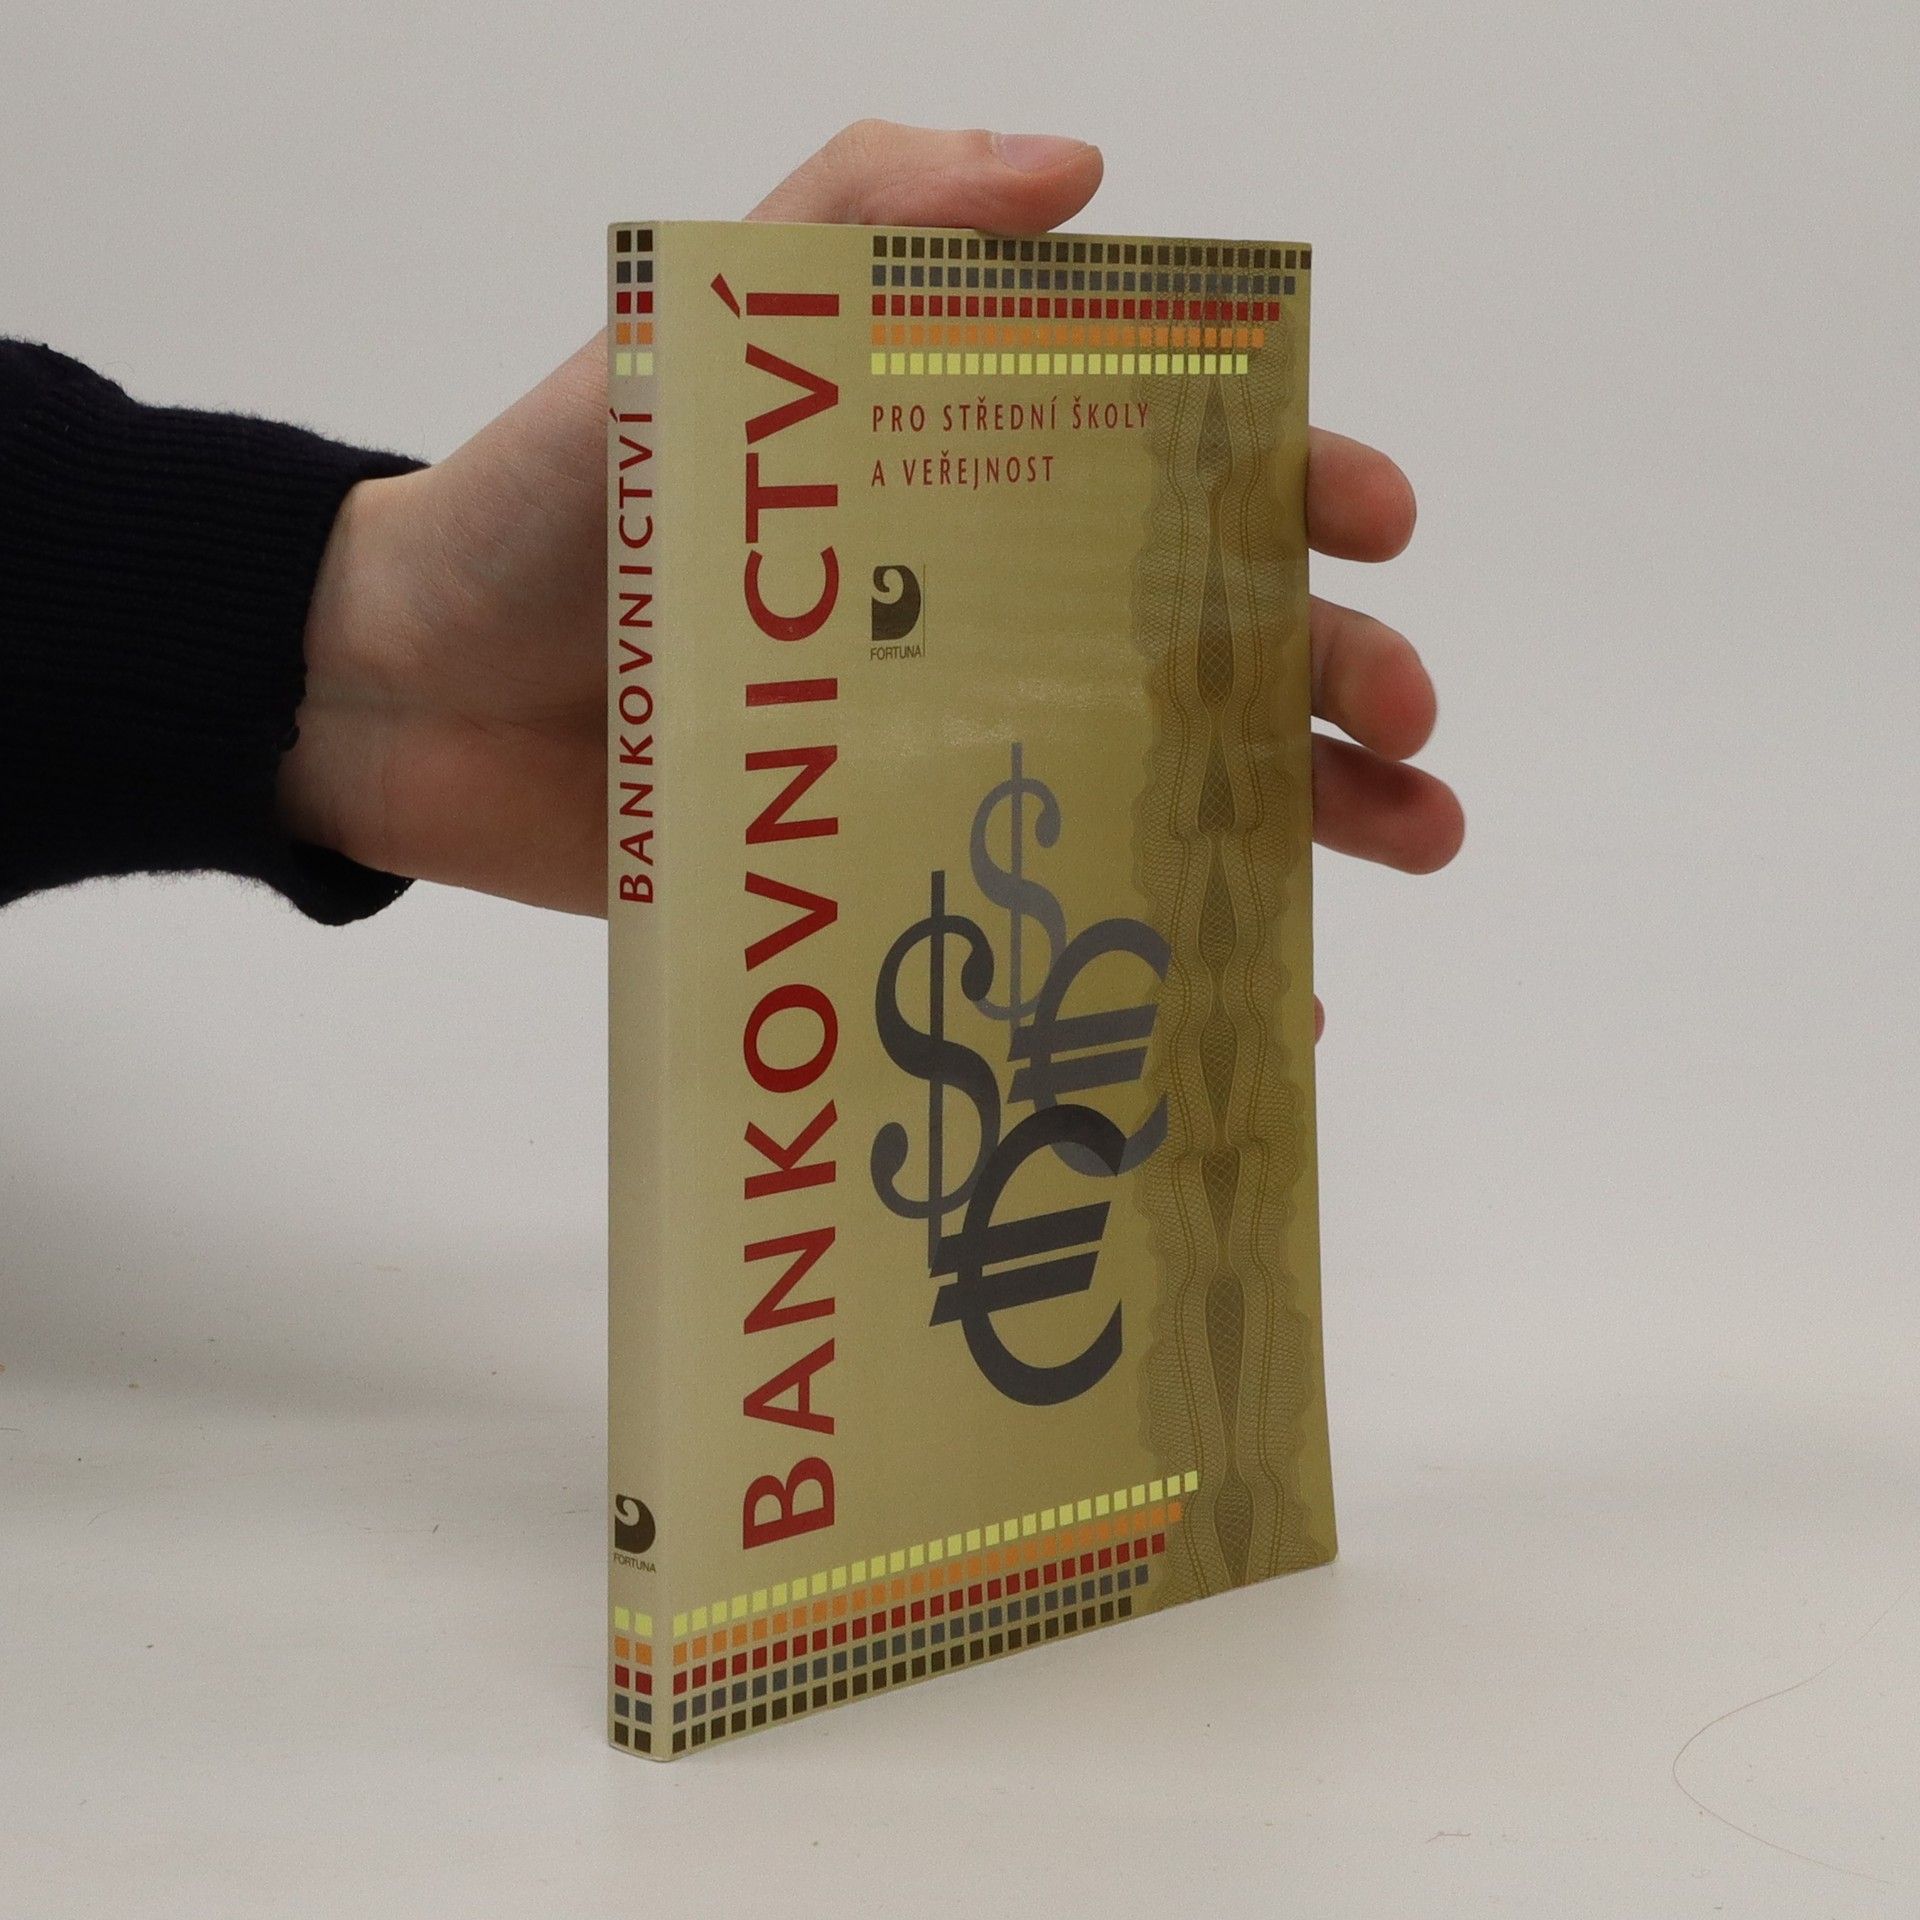 BANKOVNICTVÍ
FORTUNA
BANKOVNICTVÍ
PRO STŘEDNÍ ŠKOLY
A VEŘEJNOST
FORTUNA